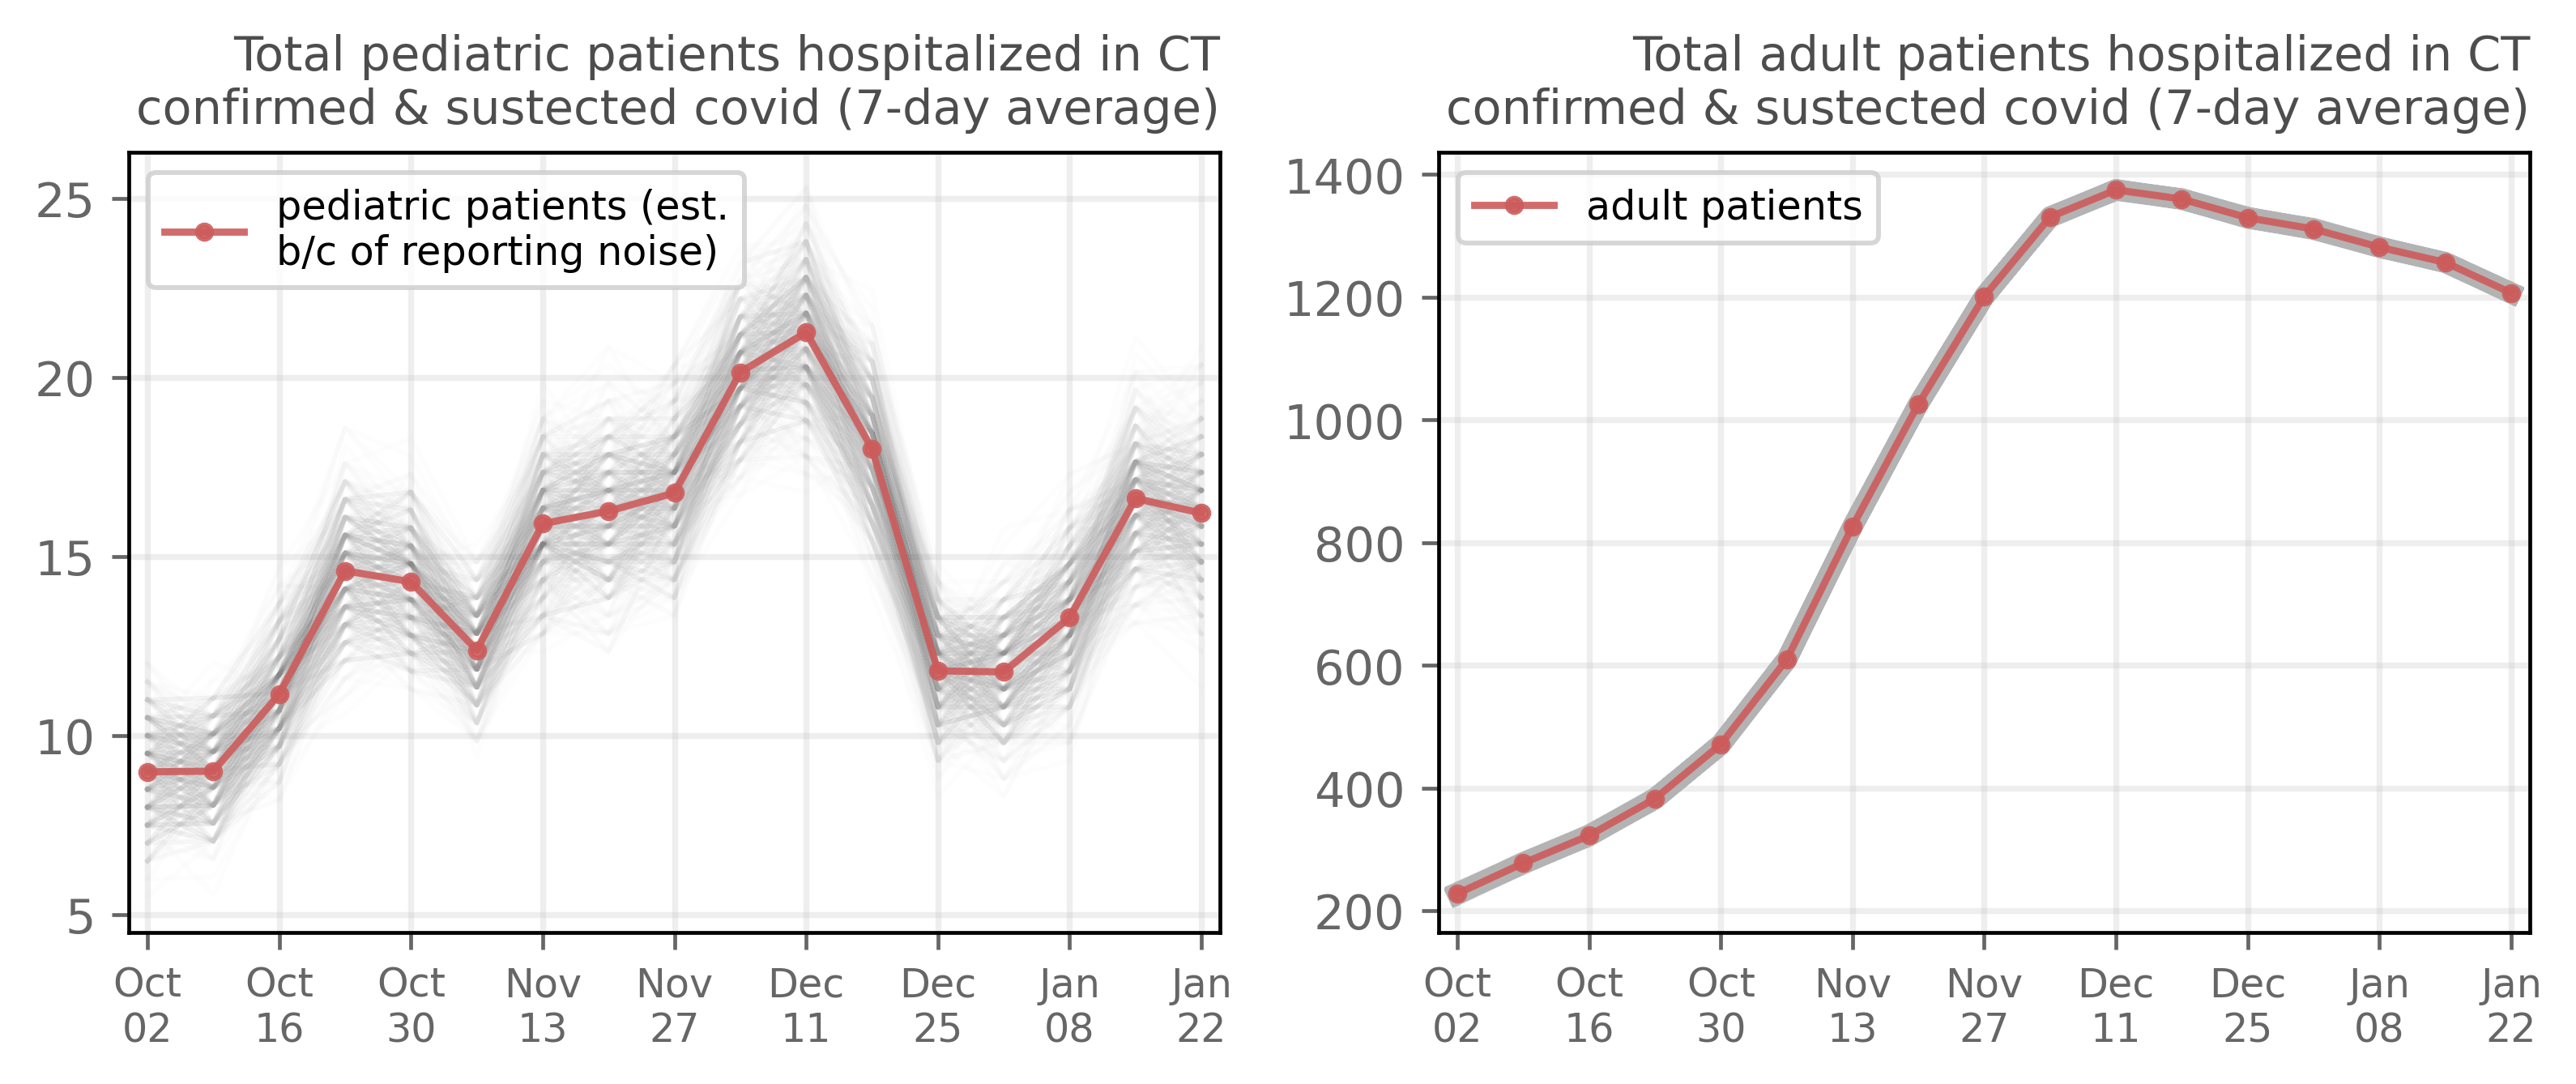 Total pediatric patients hospitalized in CT
confirmed & sustected covid (7-day average)
pediatric patients (est.
b/c of reporting noise)
25
20
15
10
5
Oct Oct Oct Nov Nov Dec Dec Jan Jan
02 16 30 13 27 11 25 08 22
Total adult patients hospitalized in CT
confirmed & sustected covid (7-day average)
adult patients
1400
1200
1000
800
600
400
200
Oct Oct Oct Nov Nov Dec Dec Jan Jan
02 16 30 13 27 11 25 08 22